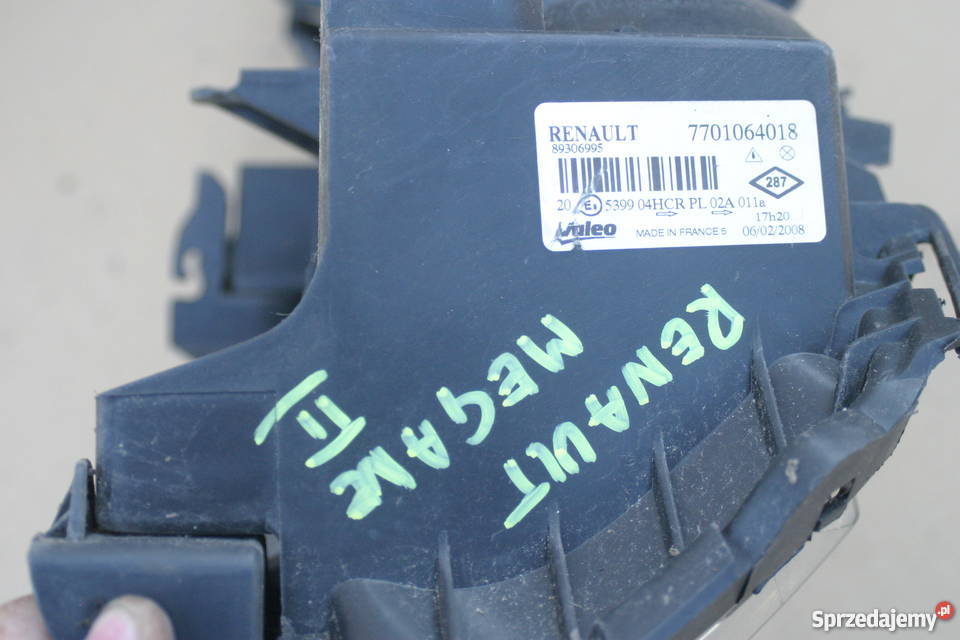 RENAULT 7701064018
89306995
287
20 E1 5399 04HCR PL 02A 011a
17h20
Valeo MADE IN FRANCE 5 06/02/2008
RENAULT
MEGANE
II
Sprzedajemy.pl